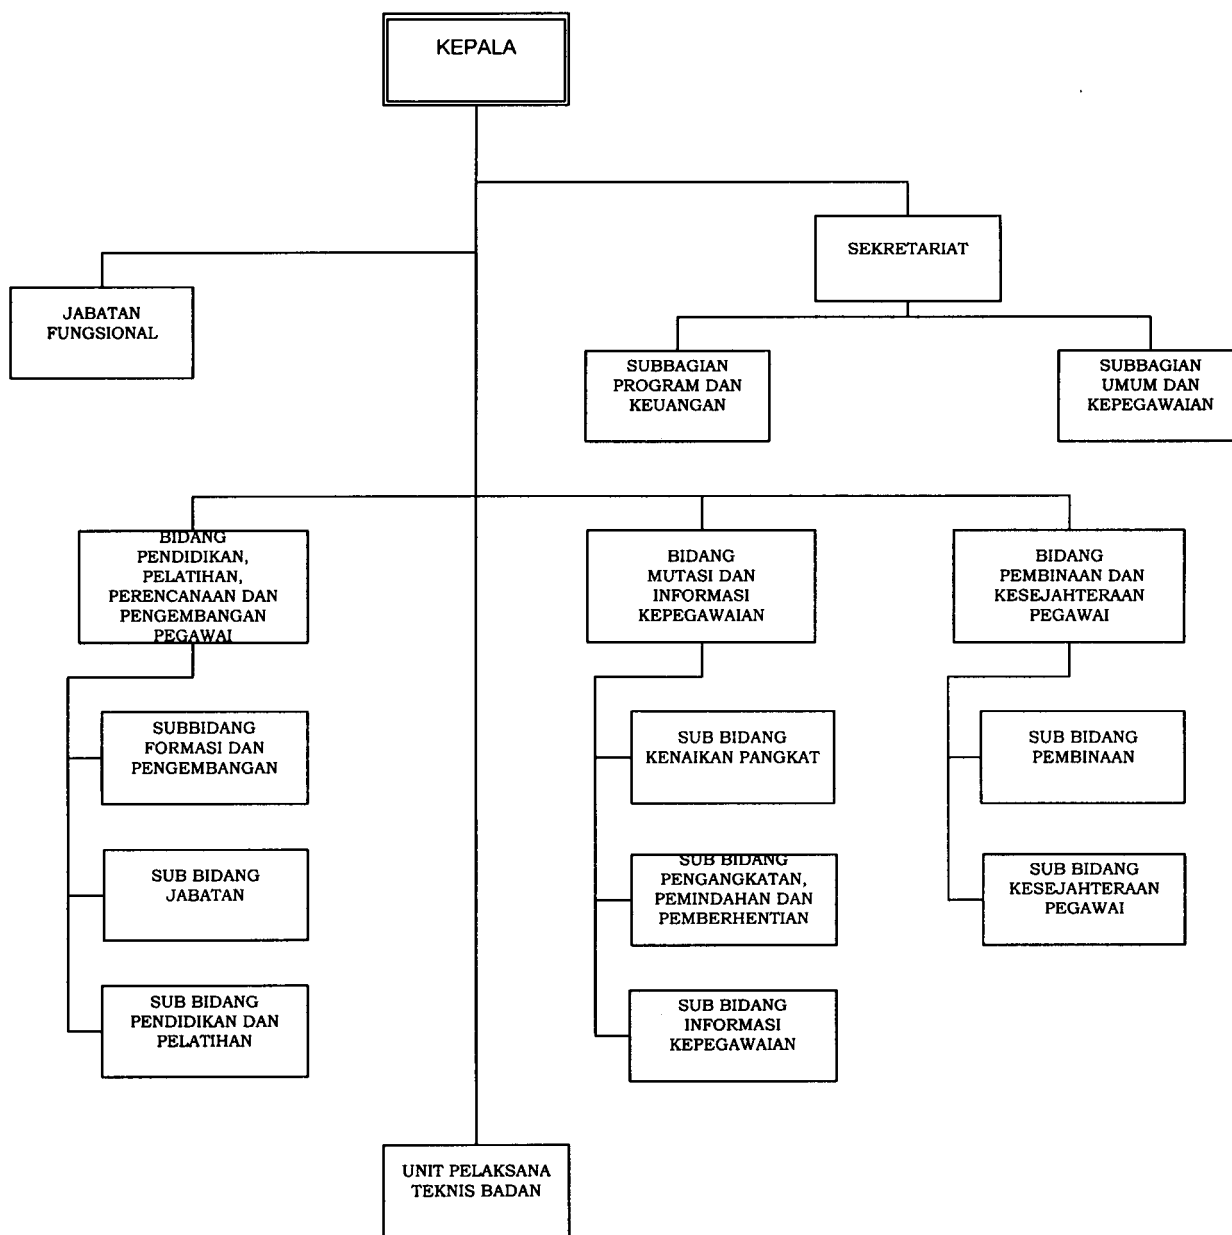 KEPALA
SEKRETARIAT
JABATAN
FUNGSIONAL
SUBBAGIAN
PROGRAM DAN
KEUANGAN
SUBBAGIAN
UMUM DAN
KEPEGAWAIAN
BIDANG
PENDIDIKAN,
PELATIHAN,
PERENCANAAN DAN
PENGEMBANGAN
PEGAWAI
BIDANG
MUTASI DAN
INFORMASI
KEPEGAWAIAN
BIDANG
PEMBINAAN DAN
KESEJAHTERAAN
PEGAWAI
SUBBIDANG
FORMASI DAN
PENGEMBANGAN
SUB BIDANG
KENAIKAN PANGKAT
SUB BIDANG
PEMBINAAN
SUB BIDANG
JABATAN
SUB BIDANG
PENGANGKATAN,
PEMINDAHAN DAN
PEMBERHENTIAN
SUB BIDANG
KESEJAHTERAAN
PEGAWAI
SUB BIDANG
PENDIDIKAN DAN
PELATIHAN
SUB BIDANG
INFORMASI
KEPEGAWAIAN
UNIT PELAKSANA
TEKNIS BADAN